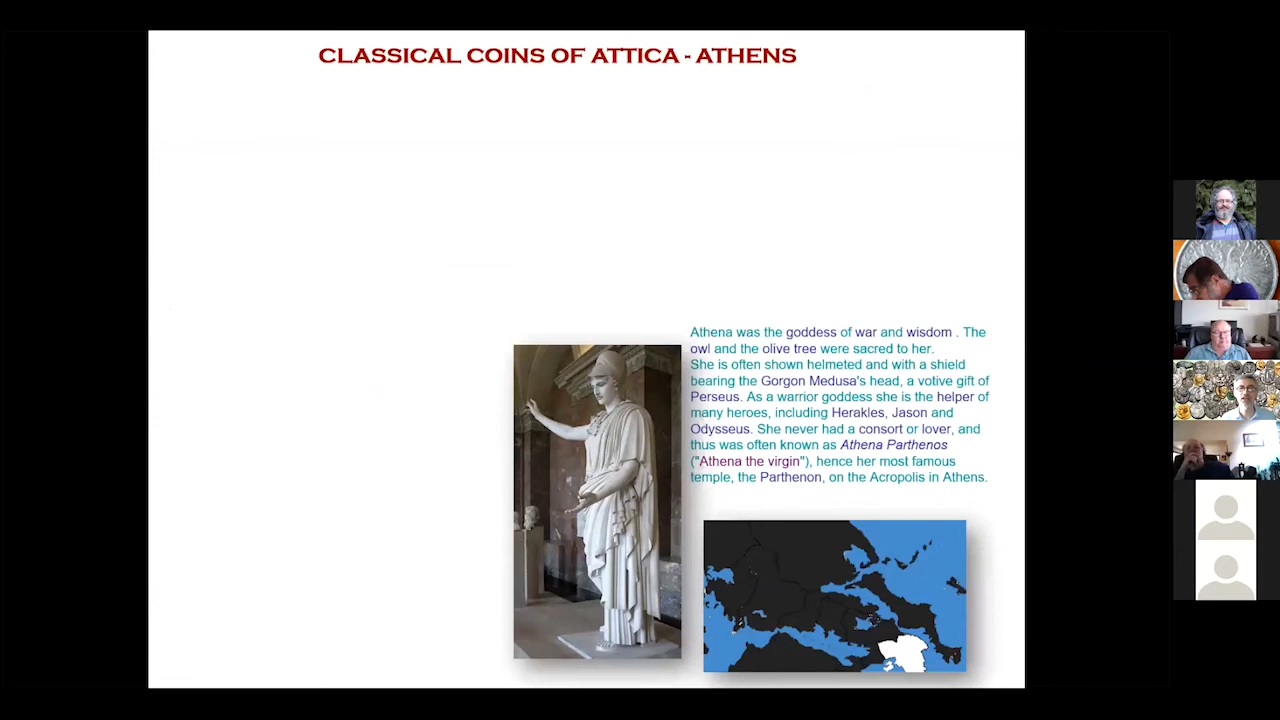 CLASSICAL COINS OF ATTICA - ATHENS
Athena was the goddess of war and wisdom . The
owl and the olive tree were sacred to her.
She is often shown helmeted and with a shield
bearing the Gorgon Medusa's head, a votive gift of
Perseus. As a warrior goddess she is the helper of
many heroes, including Herakles, Jason and
Odysseus. She never had a consort or lover, and
thus was often known as Athena Parthenos
("Athena the virgin"), hence her most famous
temple, the Parthenon, on the Acropolis in Athens.